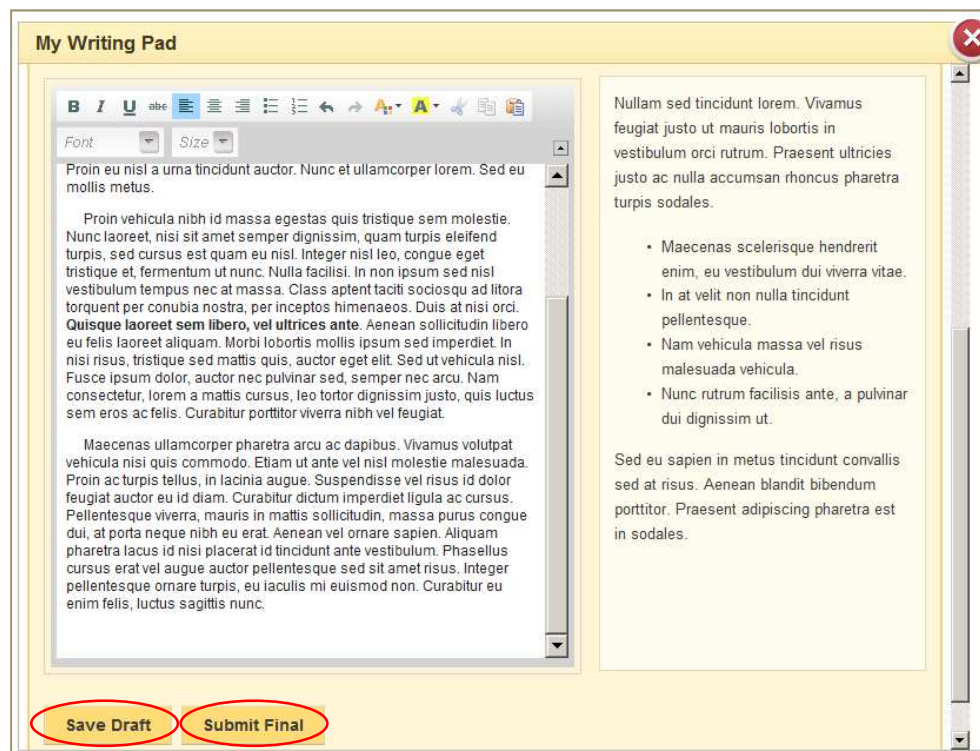 My Writing Pad
B I U abc A A
Font Size
Proin eu nisl a urna tincidunt auctor. Nunc et ullamcorper lorem. Sed eu
mollis metus.
Proin vehicula nibh id massa egestas quis tristique sem molestie.
Nunc laoreet, nisi sit amet semper dignissim, quam turpis eleifend
turpis, sed cursus est quam eu nisl. Integer nisl leo, congue eget
tristique et, fermentum ut nunc. Nulla facilisi. In non ipsum sed nisl
vestibulum tempus nec at massa. Class aptent taciti sociosqu ad litora
torquent per conubia nostra, per inceptos himenaeos. Duis at nisi orci.
Quisque laoreet sem libero, vel ultrices ante. Aenean sollicitudin libero
eu felis laoreet aliquam. Morbi lobortis mollis ipsum sed imperdiet. In
nisi risus, tristique sed mattis quis, auctor eget elit. Sed ut vehicula nisl.
Fusce ipsum dolor, auctor nec pulvinar sed, semper nec arcu. Nam
consectetur, lorem a mattis cursus, leo tortor dignissim justo, quis luctus
sem eros ac felis. Curabitur porttitor viverra nibh vel feugiat.
Maecenas ullamcorper pharetra arcu ac dapibus. Vivamus volutpat
vehicula nisi quis commodo. Etiam ut ante vel nisl molestie malesuada.
Proin ac turpis tellus, in lacinia augue. Suspendisse vel risus id dolor
feugiat auctor eu id diam. Curabitur dictum imperdiet ligula ac cursus.
Pellentesque viverra, mauris in mattis sollicitudin, massa purus congue
dui, at porta neque nibh eu erat. Aenean vel ornare sapien. Aliquam
pharetra lacus id nisi placerat id tincidunt ante vestibulum. Phasellus
cursus erat vel augue auctor pellentesque sed sit amet risus. Integer
pellentesque ornare turpis, eu iaculis mi euismod non. Curabitur eu
enim felis, luctus sagittis nunc.
Nullam sed tincidunt lorem. Vivamus
feugiat justo ut mauris lobortis in
vestibulum orci rutrum. Praesent ultricies
justo ac nulla accumsan rhoncus pharetra
turpis sodales.
• Maecenas scelerisque hendrerit
enim, eu vestibulum dui viverra vitae.
• In at velit non nulla tincidunt
pellentesque.
• Nam vehicula massa vel risus
malesuada vehicula.
• Nunc rutrum facilisis ante, a pulvinar
dui dignissim ut.
Sed eu sapien in metus tincidunt convallis
sed at risus. Aenean blandit bibendum
porttitor. Praesent adipiscing pharetra est
in sodales.
Save Draft Submit Final